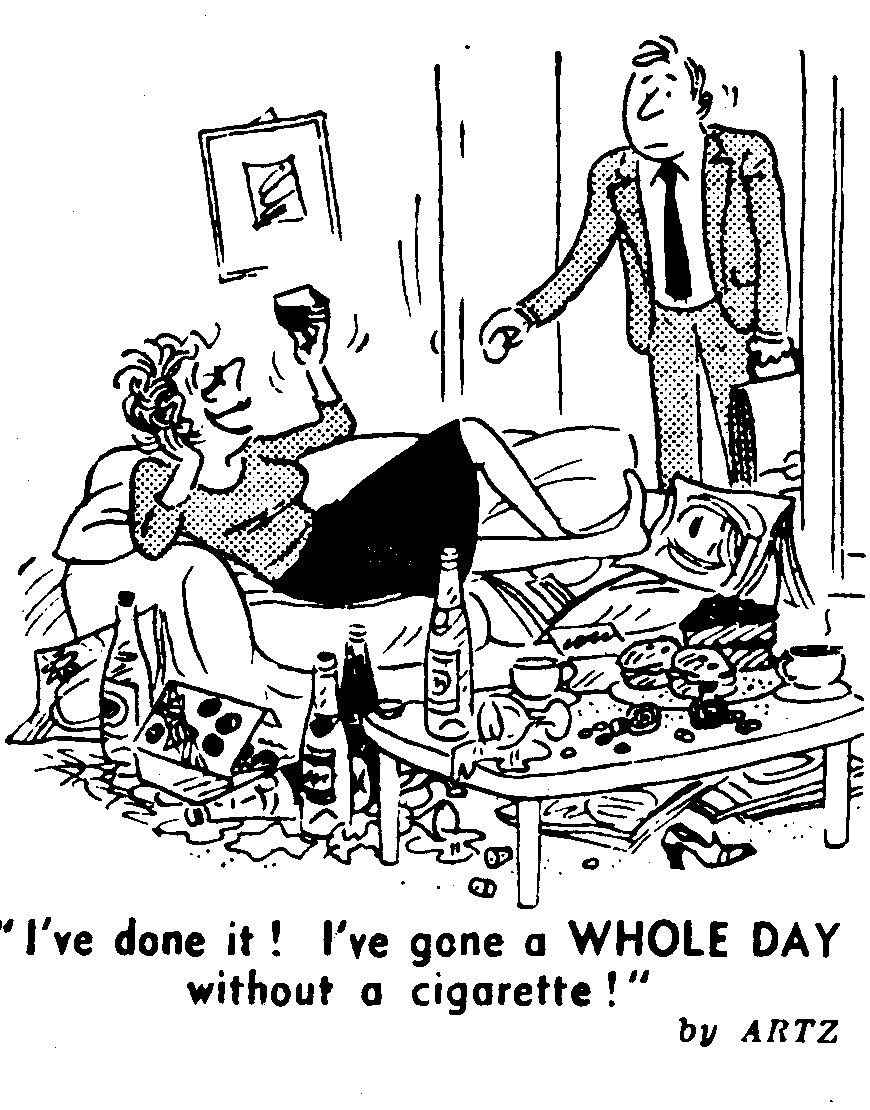 "I've done it! I've gone a WHOLE DAY
without a cigarette!"
by ARTZ